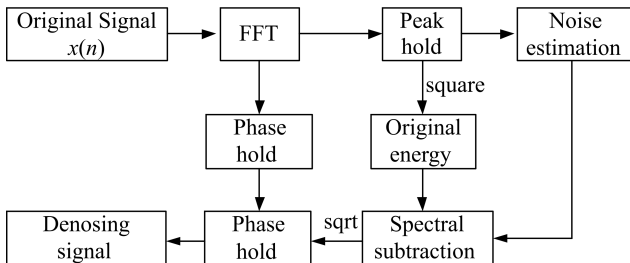 Original Signal
x(n)
FFT
Peak
hold
Noise
estimation
square
Phase
hold
Original
energy
Denosing
signal
Phase
hold
sqrt
Spectral
subtraction